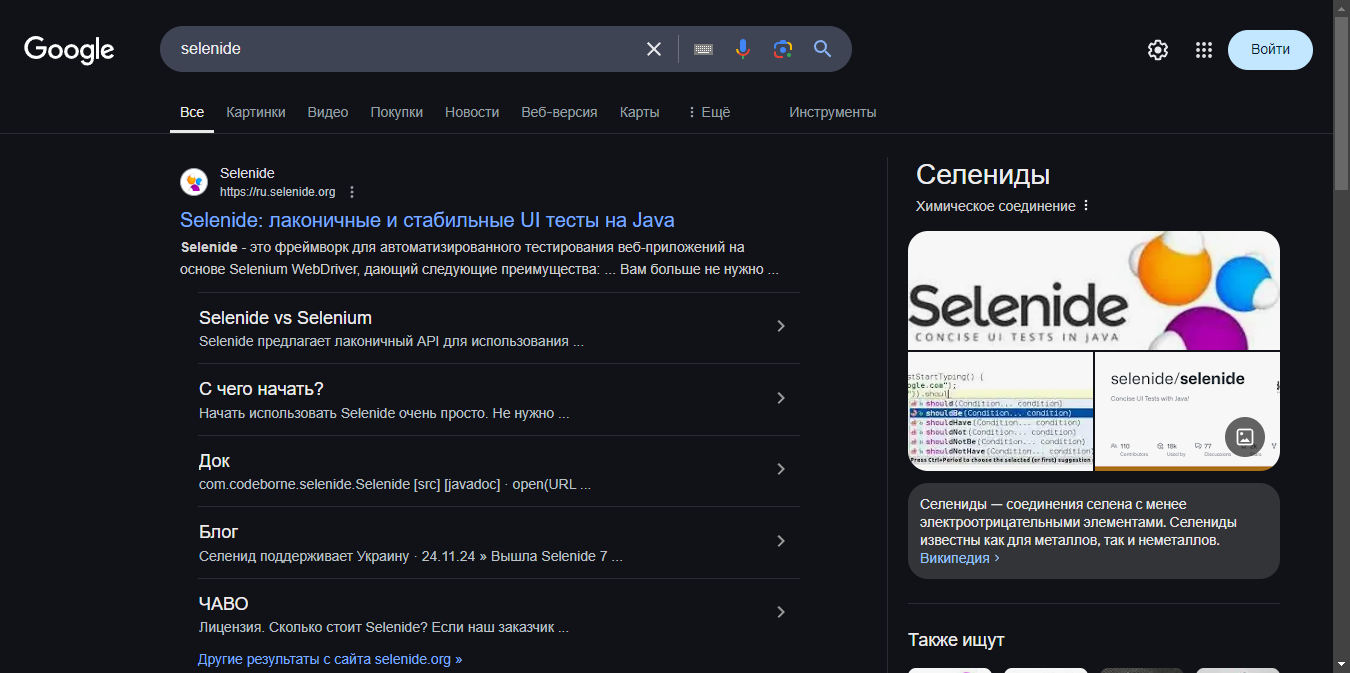 Google
selenide
Войти
Все
Картинки
Видео
Покупки
Новости
Веб-версия
Карты
Ещё
Инструменты
Selenide
https://ru.selenide.org
Selenide: лаконичные и стабильные UI тесты на Java
Selenide - это фреймворк для автоматизированного тестирования веб-приложений на
основе Selenium WebDriver, дающий следующие преимущества: ... Вам больше не нужно ...
Selenide vs Selenium
Selenide предлагает лаконичный API для использования ...
С чего начать?
Начать использовать Selenide очень просто. Не нужно ...
Док
com.codeborne.selenide.Selenide [src] [javadoc] · open(URL ...
Блог
Селенид поддерживает Украину · 24.11.24 » Вышла Selenide 7 ...
ЧАВО
Лицензия. Сколько стоит Selenide? Если наш заказчик ...
Другие результаты с сайта selenide.org »
Селениды
Химическое соединение
Selenide
CONCISE UI TESTS IN JAVA
stStartTyping() {
ogle.com");
")).shoul
should(Condition... condition)
shouldBe(Condition... condition)
shouldHave(Condition... condition)
shouldNot(Condition... condition)
shouldNotBe(Condition... condition)
shouldNotHave(Condition... condition)
Press Ctrl+Period to choose the selected (or first) suggestion
selenide/selenide
Concise UI Tests with Java!
110
Contributors
18k
Used by
77
Discussions
Селениды — соединения селена с менее
электроотрицательными элементами. Селениды
известны как для металлов, так и неметаллов.
Википедия ›
Также ищут